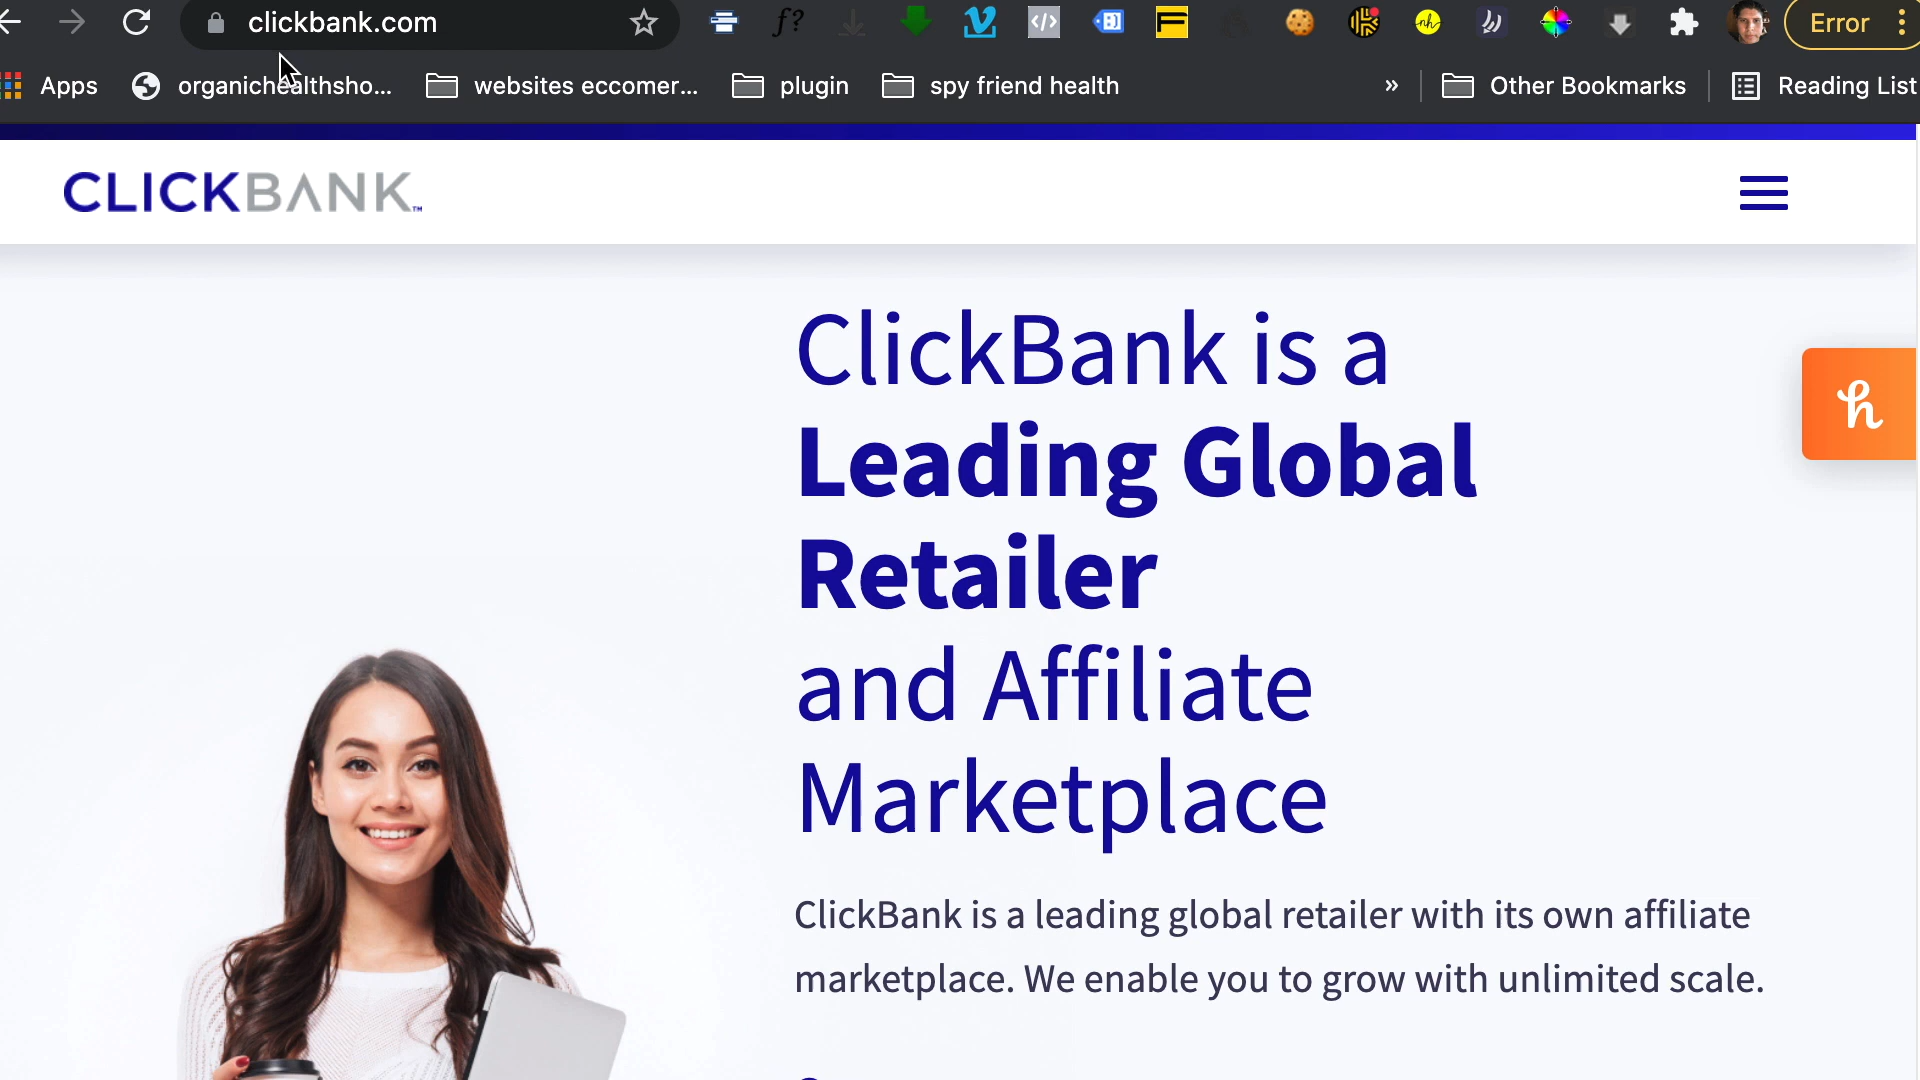 clickbank.com
f?
</>
B
nh
Error
Apps
organichealthsho...
websites eccomer...
plugin
spy friend health
»
Other Bookmarks
Reading List
CLICKBANK™
h
ClickBank is a
Leading Global
Retailer
and Affiliate
Marketplace
ClickBank is a leading global retailer with its own affiliate
marketplace. We enable you to grow with unlimited scale.